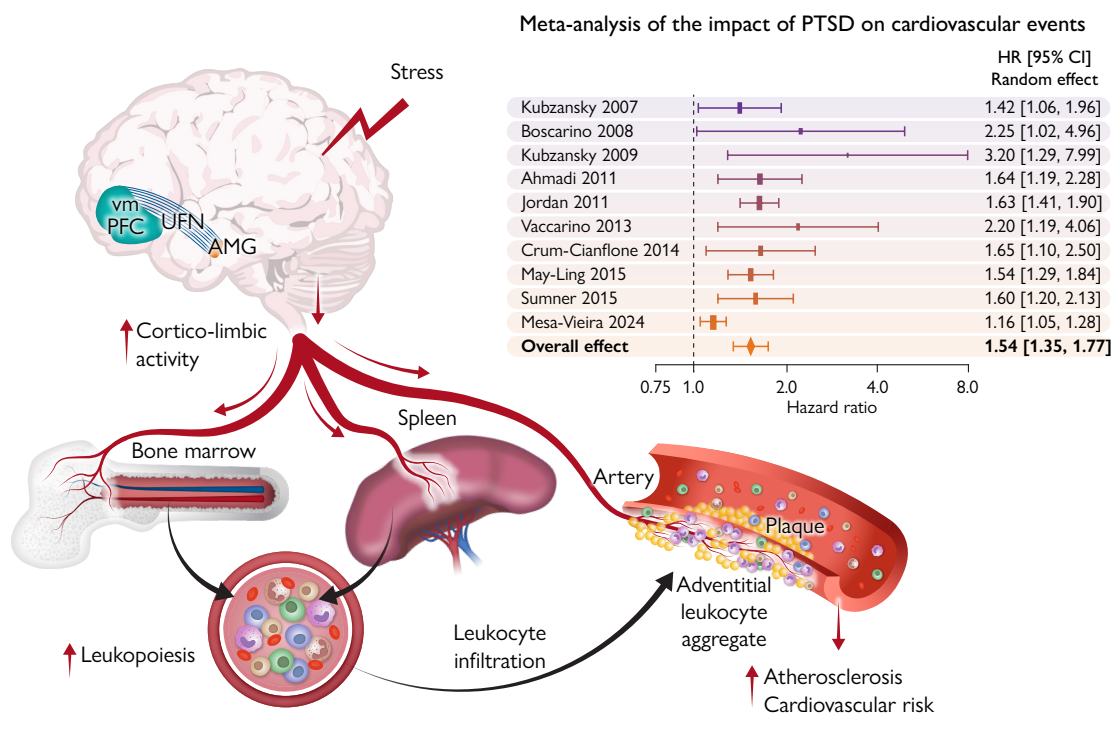 Meta-analysis of the impact of PTSD on cardiovascular events
HR [95% CI]
Random effect
Kubzansky 2007 1.42 [1.06, 1.96]
Boscarino 2008 2.25 [1.02, 4.96]
Kubzansky 2009 3.20 [1.29, 7.99]
Ahmadi 2011 1.64 [1.19, 2.28]
Jordan 2011 1.63 [1.41, 1.90]
Vaccarino 2013 2.20 [1.19, 4.06]
Crum-Cianflone 2014 1.65 [1.10, 2.50]
May-Ling 2015 1.54 [1.29, 1.84]
Sumner 2015 1.60 [1.20, 2.13]
Mesa-Vieira 2024 1.16 [1.05, 1.28]
Overall effect 1.54 [1.35, 1.77]
0.75 1.0 2.0 4.0 8.0
Hazard ratio
Stress
vm
PFC
UFN
AMG
Cortico-limbic
activity
Bone marrow
Spleen
Artery
Plaque
Adventitial
leukocyte
aggregate
Leukopoiesis
Leukocyte
infiltration
Atherosclerosis
Cardiovascular risk